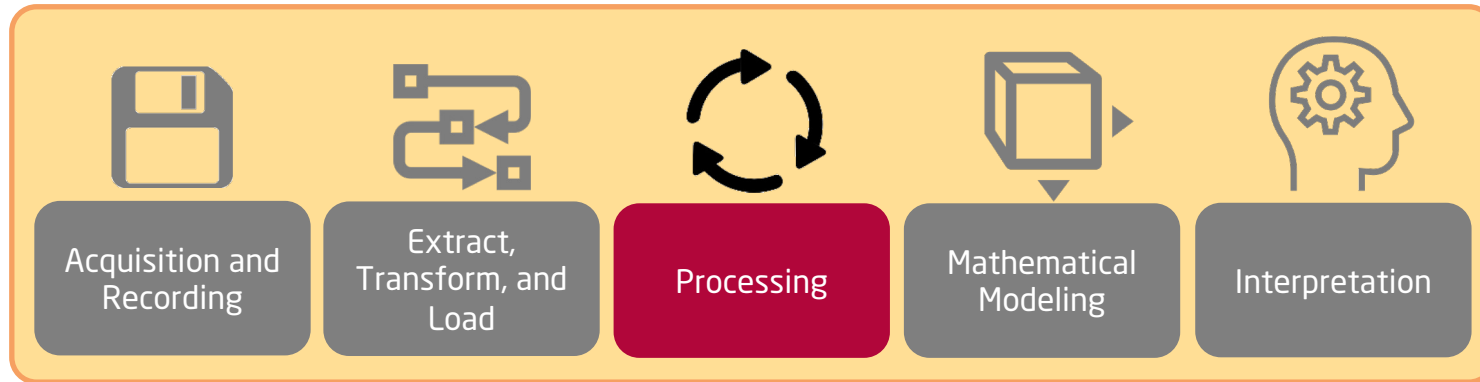 Acquisition and
Recording
Extract,
Transform, and
Load
Processing
Mathematical
Modeling
Interpretation